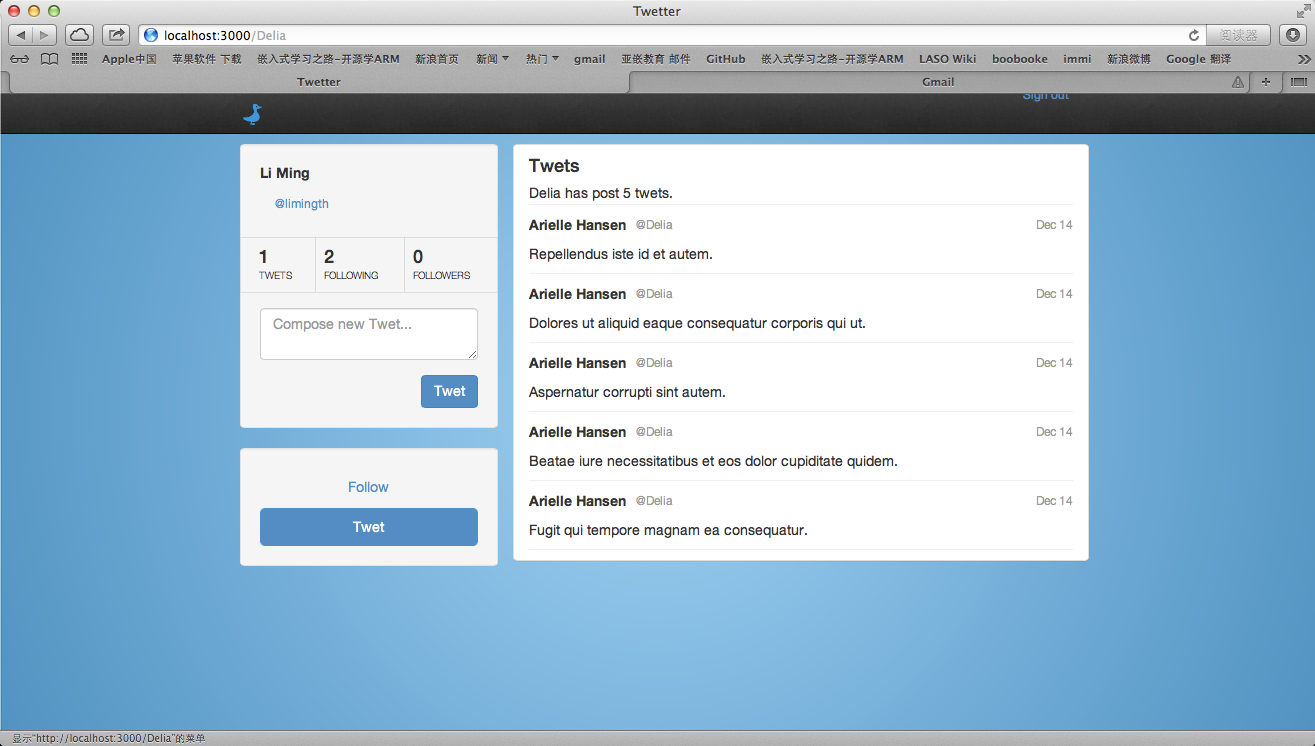 Twetter
localhost:3000/Delia
阅读器
Apple中国 苹果软件 下载 嵌入式学习之路-开源学ARM 新浪首页 新闻 热门 gmail 亚嵌教育 邮件 GitHub 嵌入式学习之路-开源学ARM LASO Wiki boobooke immi 新浪微博 Google 翻译
Twetter Gmail
Sign out
Li Ming
@limingth
1 2 0
TWETS FOLLOWING FOLLOWERS
Compose new Twet...
Twet
Follow
Twet
Twets
Delia has post 5 twets.
Arielle Hansen @Delia Dec 14
Repellendus iste id et autem.
Arielle Hansen @Delia Dec 14
Dolores ut aliquid eaque consequatur corporis qui ut.
Arielle Hansen @Delia Dec 14
Aspernatur corrupti sint autem.
Arielle Hansen @Delia Dec 14
Beatae iure necessitatibus et eos dolor cupiditate quidem.
Arielle Hansen @Delia Dec 14
Fugit qui tempore magnam ea consequatur.
显示“http://localhost:3000/Delia”的菜单